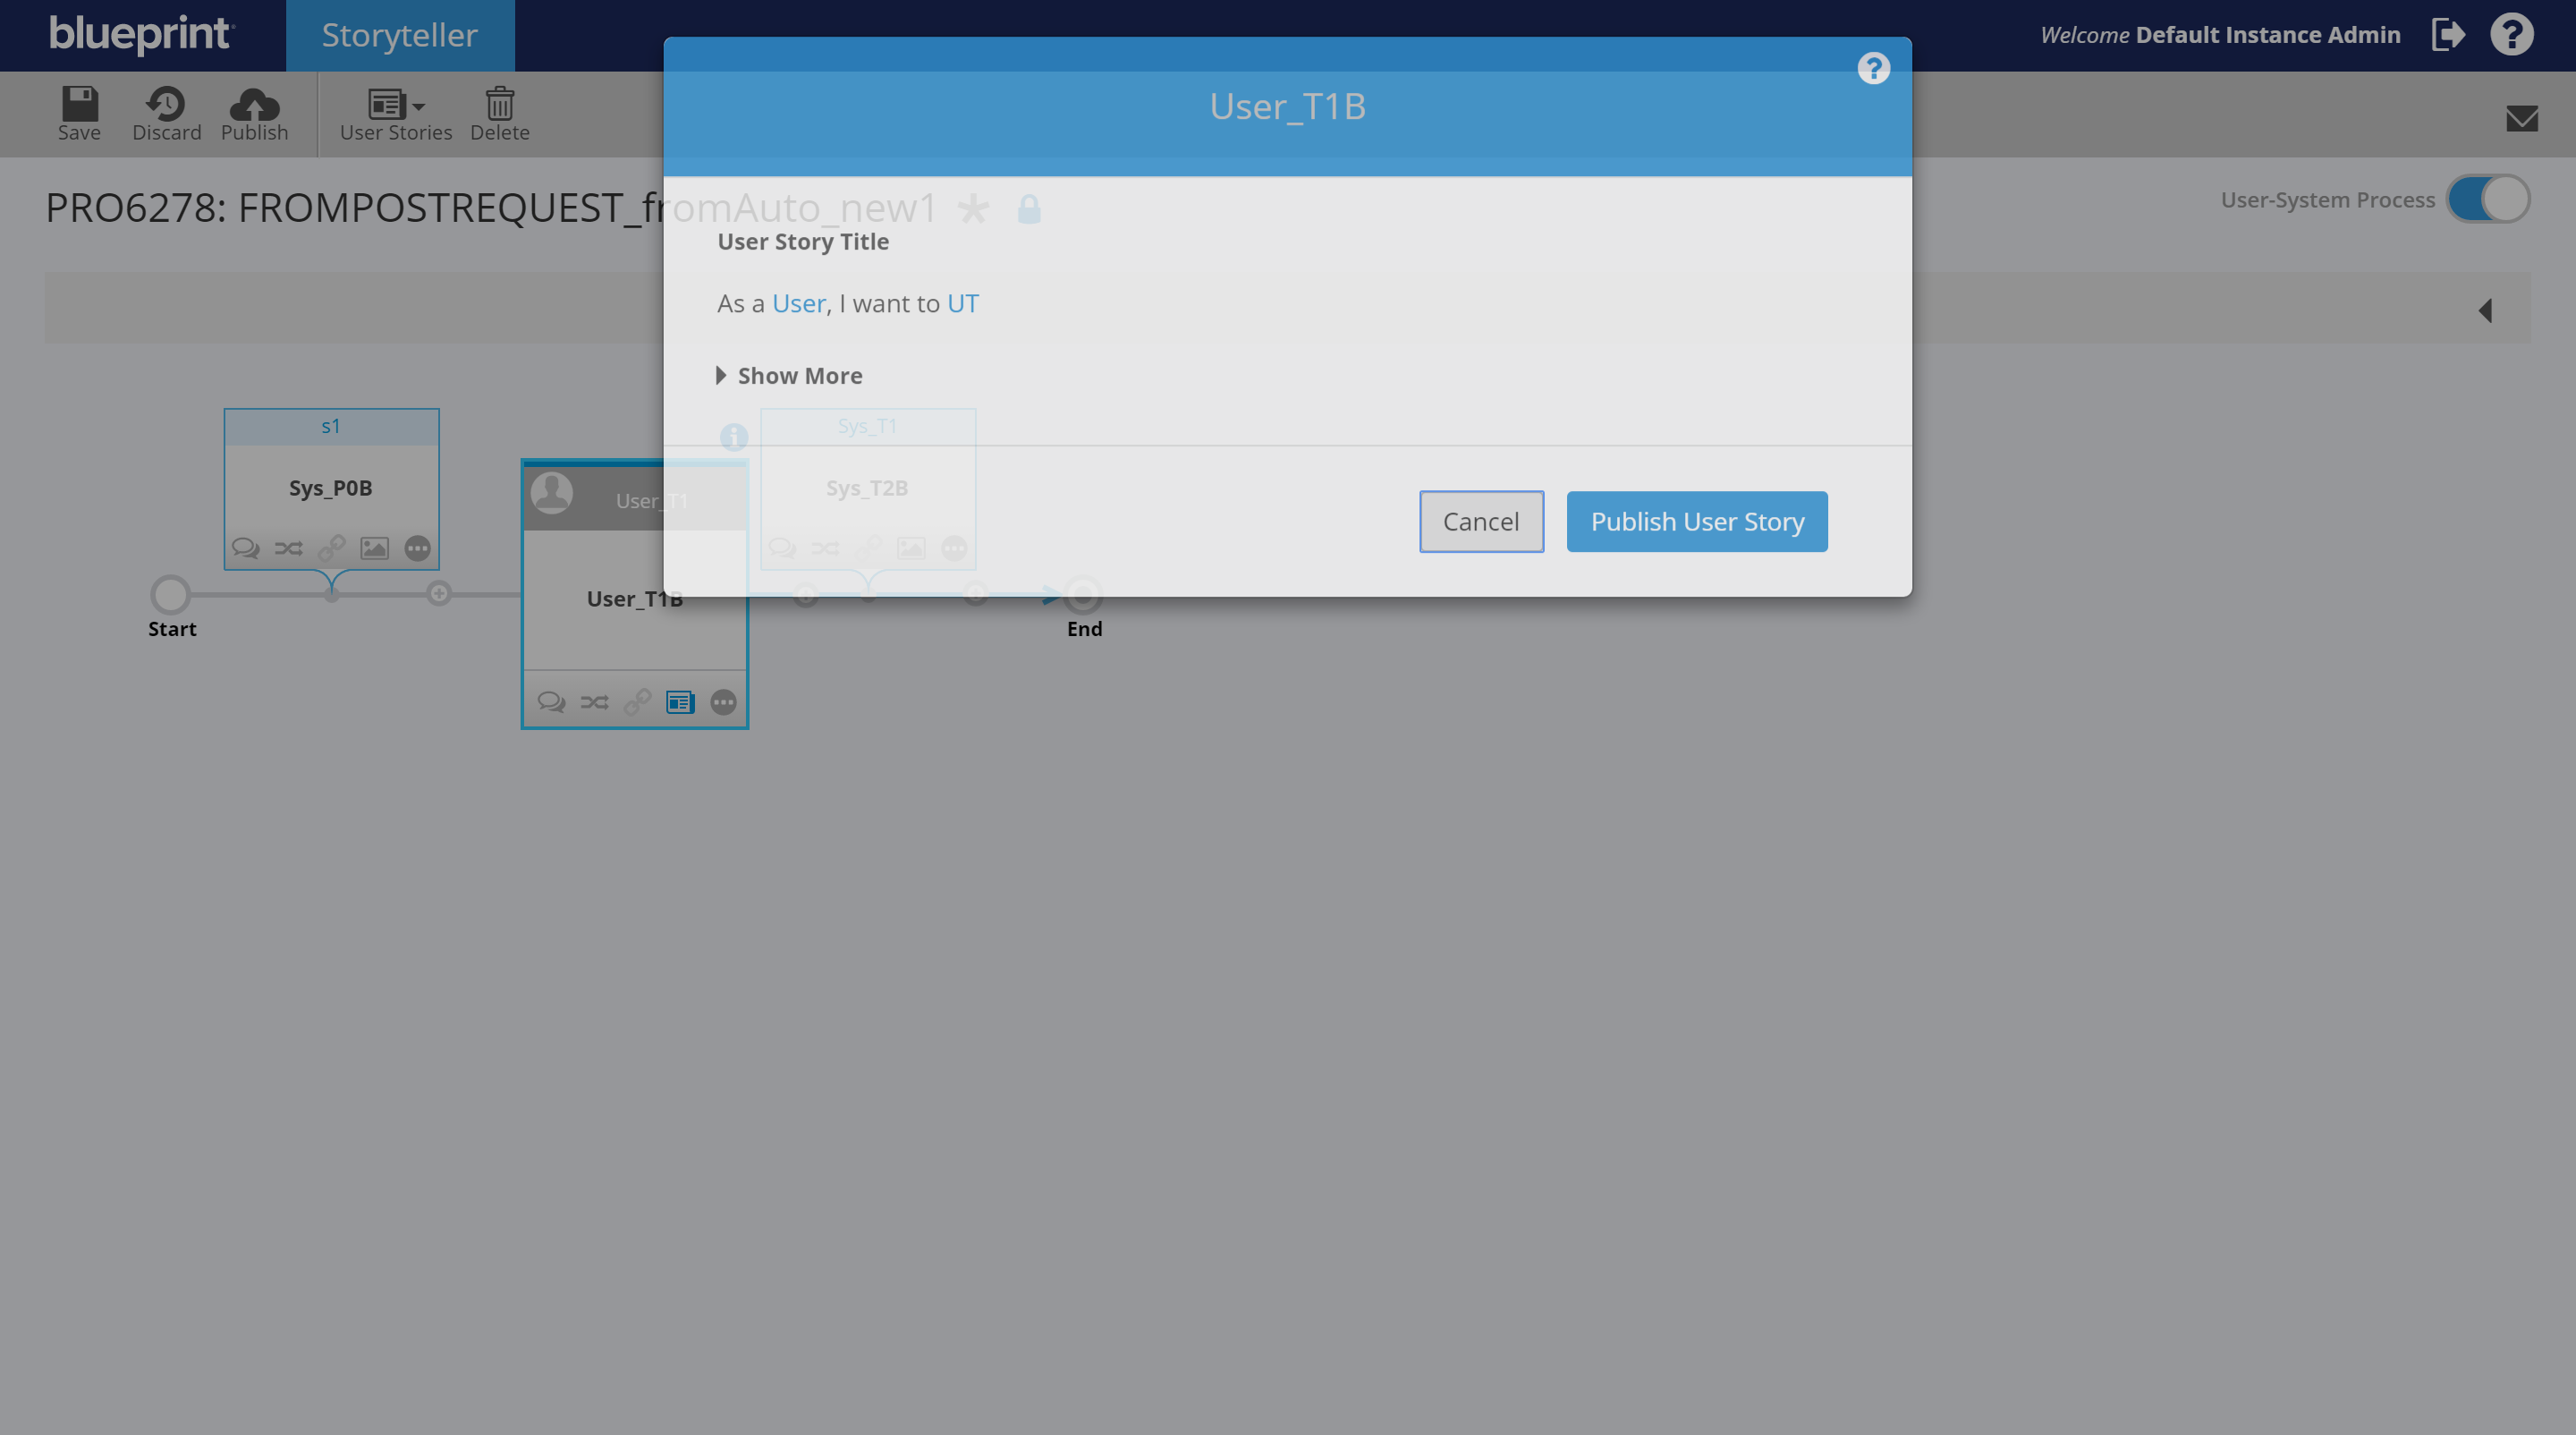 blueprint
Storyteller
Welcome Default Instance Admin
Save
Discard
Publish
User Stories
Delete
User_T1B
PRO6278: FROMPOSTREQUEST_fromAuto_new1 *
User-System Process
User Story Title
As a User, I want to UT
Show More
s1
Sys_T1
Sys_P0B
User_T1
Sys_T2B
Cancel
Publish User Story
User_T1B
Start
End